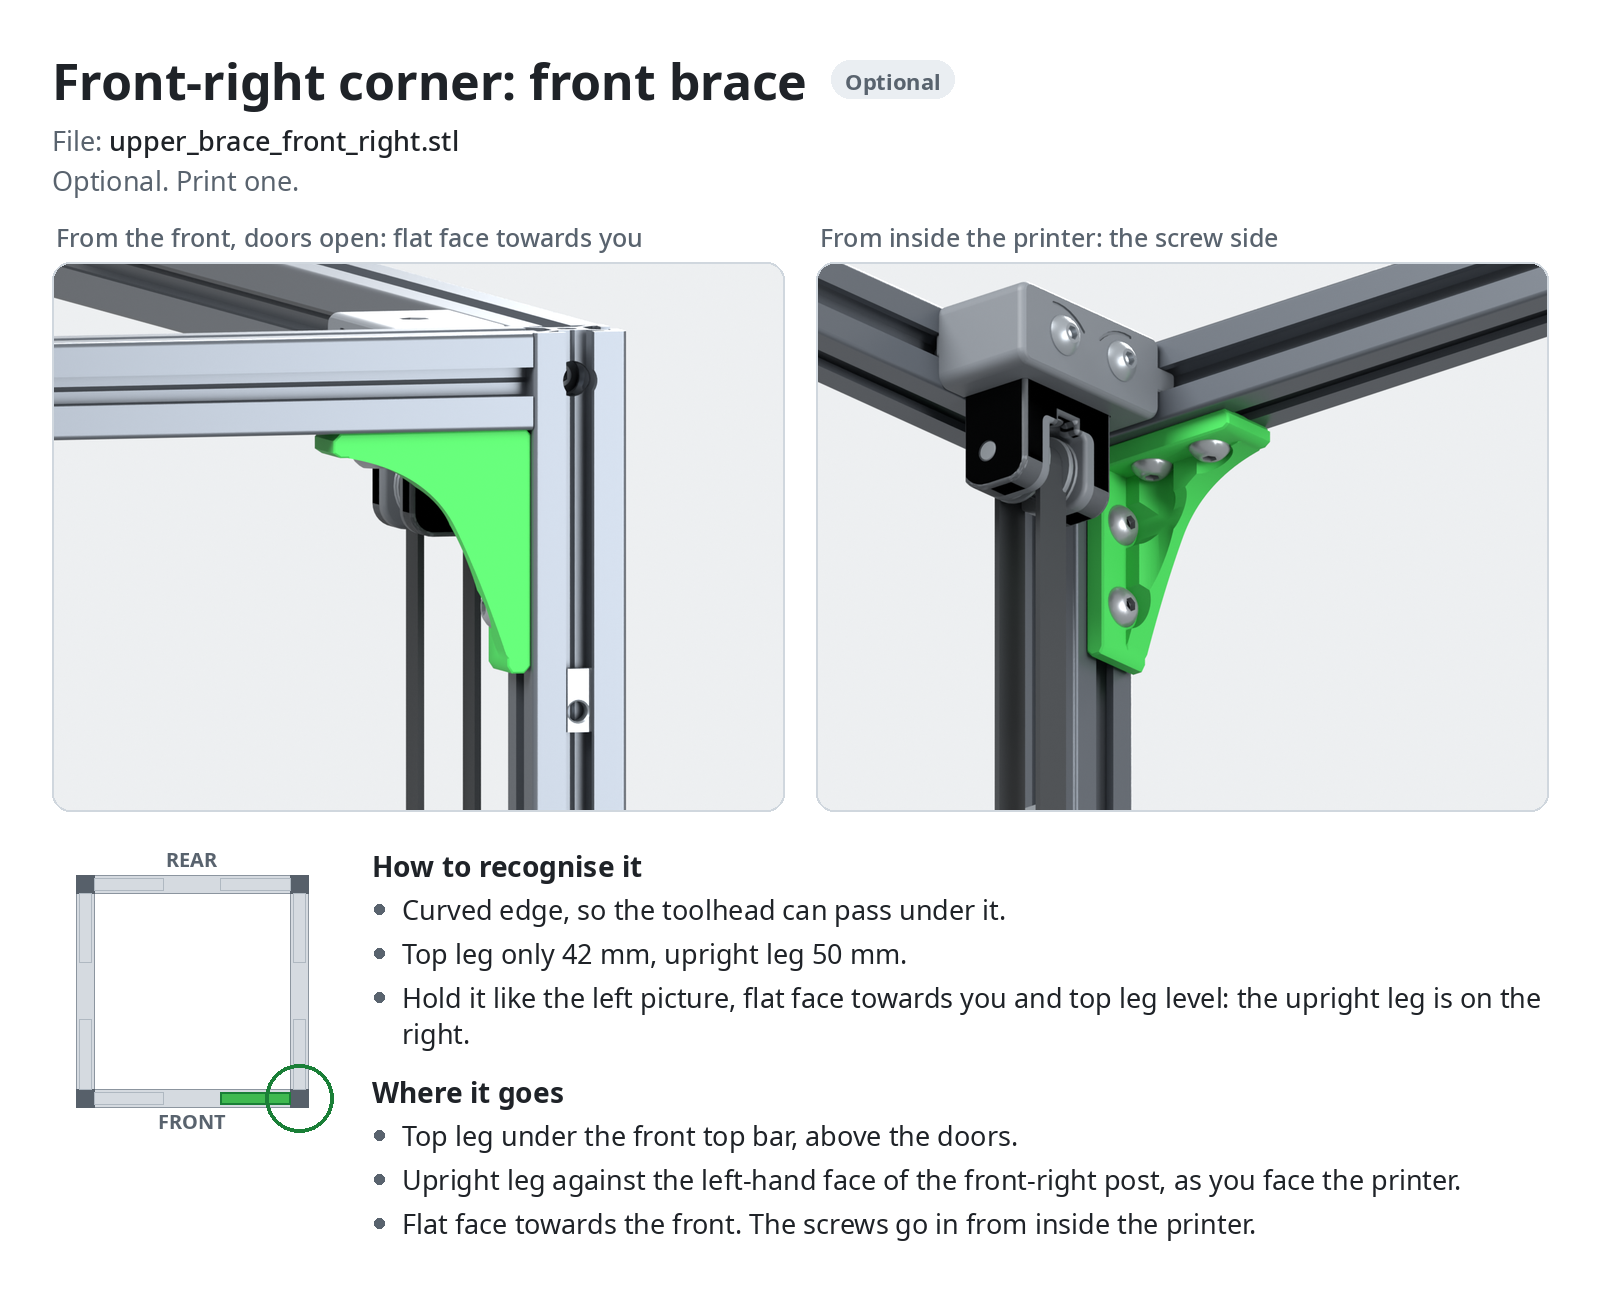 Front-right corner: front brace
Optional
File: upper_brace_front_right.stl
Optional. Print one.
From the front, doors open: flat face towards you
From inside the printer: the screw side
REAR
FRONT
How to recognise it
Curved edge, so the toolhead can pass under it.
Top leg only 42 mm, upright leg 50 mm.
Hold it like the left picture, flat face towards you and top leg level: the upright leg is on the
right.
Where it goes
Top leg under the front top bar, above the doors.
Upright leg against the left-hand face of the front-right post, as you face the printer.
Flat face towards the front. The screws go in from inside the printer.